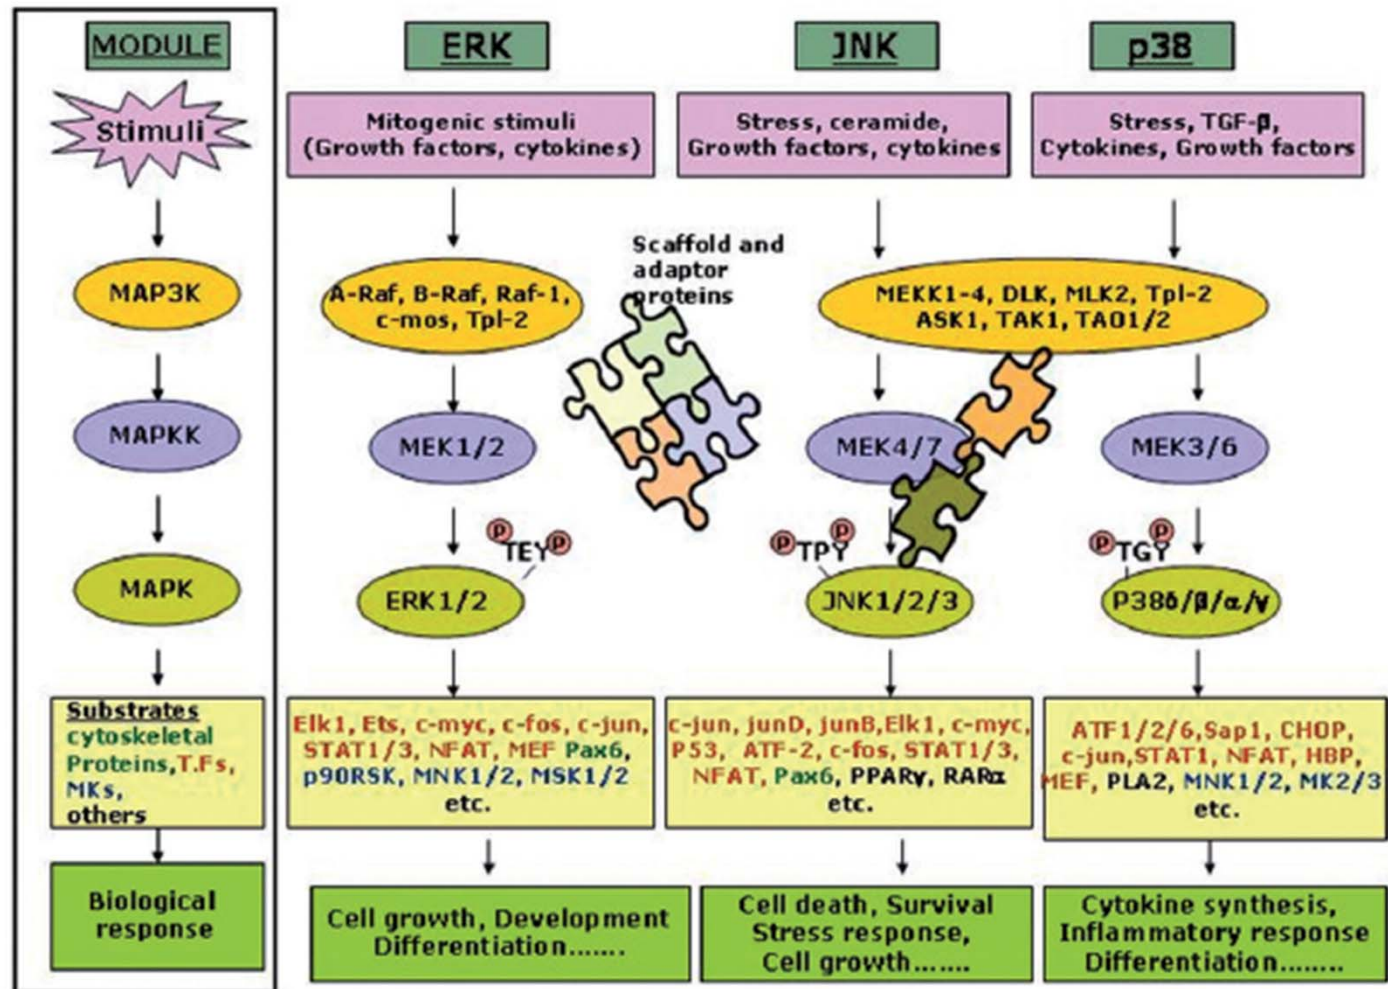 MODULE
Stimuli
MAP3K
MAPKK
MAPK
Substrates
cytoskeletal
Proteins,T.Fs,
MKs,
others
Biological
response
ERK
Mitogenic stimuli
(Growth factors, cytokines)
A-Raf, B-Raf, Raf-1,
c-mos, Tpl-2
MEK1/2
P TEY P
ERK1/2
Elk1, Ets, c-myc, c-fos, c-jun,
STAT1/3, NFAT, MEF Pax6,
p90RSK, MNK1/2, MSK1/2
etc.
Cell growth, Development
Differentiation.......
Scaffold and
adaptor
proteins
JNK
Stress, ceramide,
Growth factors, cytokines
p38
Stress, TGF-β,
Cytokines, Growth factors
MEKK1-4, DLK, MLK2, Tpl-2
ASK1, TAK1, TAO1/2
MEK4/7
P TPY P
JNK1/2/3
c-jun, junD, junB,Elk1, c-myc,
P53, ATF-2, c-fos, STAT1/3,
NFAT, Pax6, PPARγ, RARα
etc.
Cell death, Survival
Stress response,
Cell growth.......
MEK3/6
P TGY P
P38δ/β/α/γ
ATF1/2/6,Sap1, CHOP,
c-jun,STAT1, NFAT, HBP,
MEF, PLA2, MNK1/2, MK2/3
etc.
Cytokine synthesis,
Inflammatory response
Differentiation........